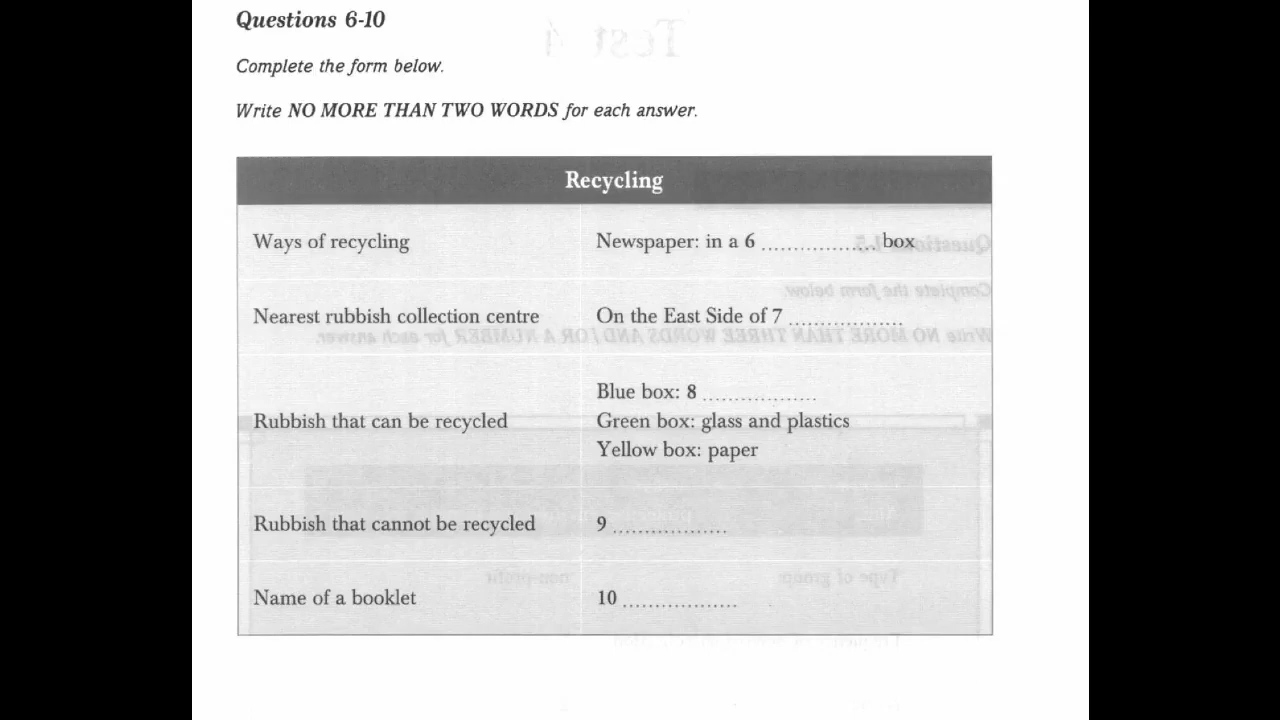 Questions 6-10
Complete the form below.
Write NO MORE THAN TWO WORDS for each answer.
Recycling
Ways of recycling
Newspaper: in a 6 .................. box
Nearest rubbish collection centre
On the East Side of 7 ..................
Rubbish that can be recycled
Blue box: 8 ..................
Green box: glass and plastics
Yellow box: paper
Rubbish that cannot be recycled
9 ..................
Name of a booklet
10 ..................